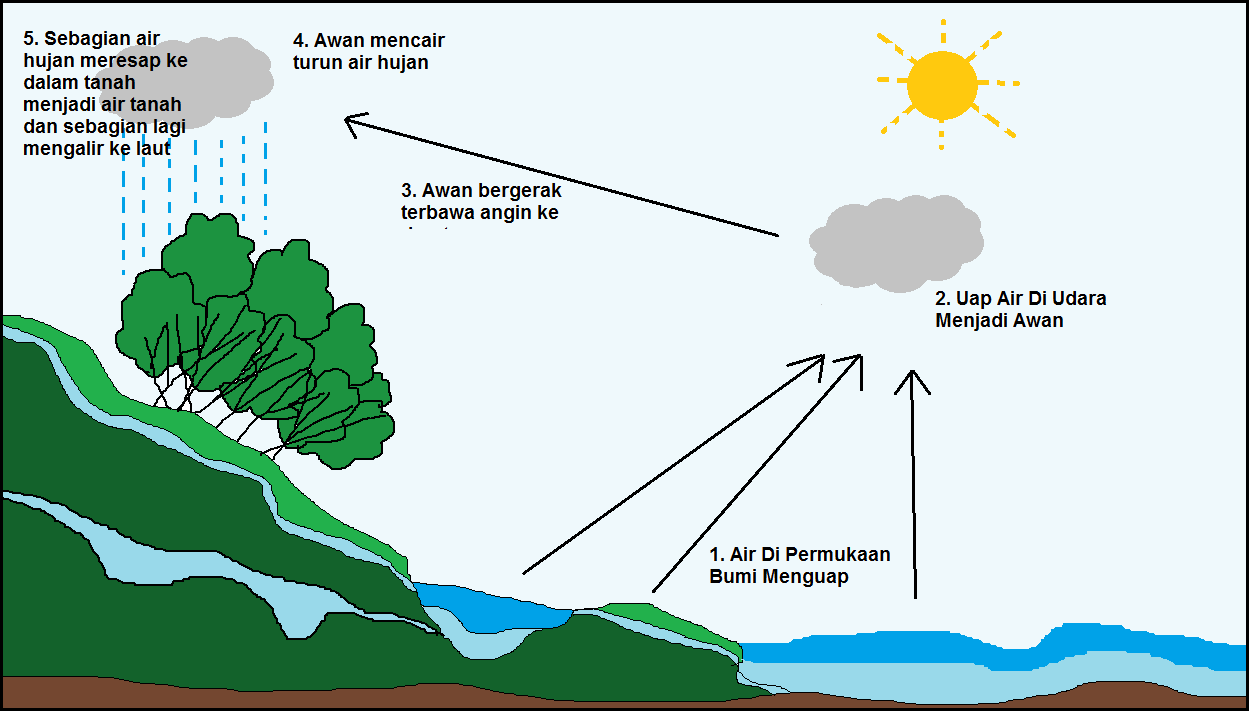 5. Sebagian air
hujan meresap ke
dalam tanah
menjadi air tanah
dan sebagian lagi
mengalir ke laut
4. Awan mencair
turun air hujan
3. Awan bergerak
terbawa angin ke
2. Uap Air Di Udara
Menjadi Awan
1. Air Di Permukaan
Bumi Menguap